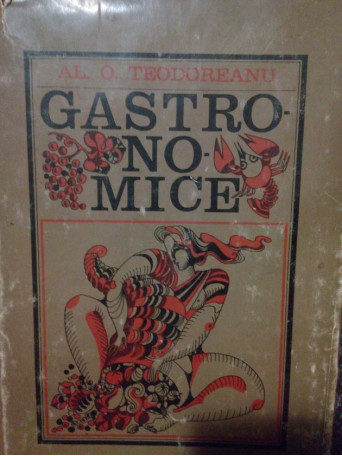 AL. O. TEODOREANU
GASTRO-
NO-
MICE